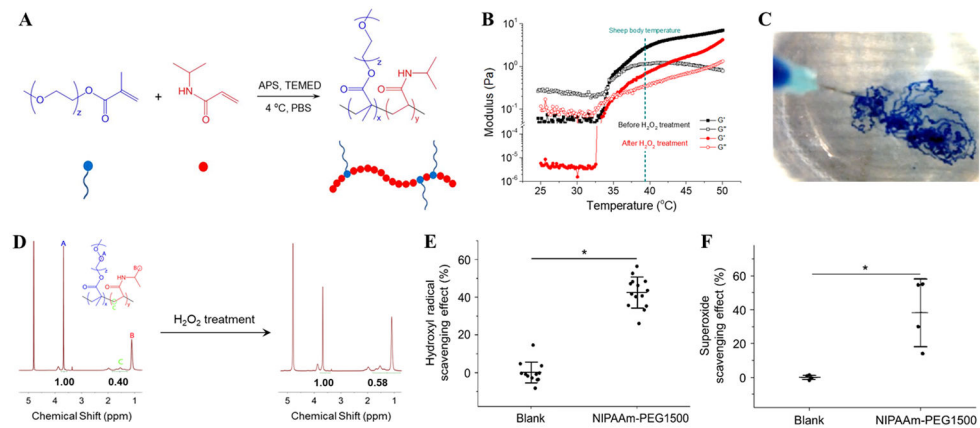 A
O
O
z
+
O
HN
O
APS, TEMED
4 °C, PBS
O
O
z
O
O
HN
O
x
y
B
Sheep body temperature
Modulus (Pa)
10¹
10⁰
10⁻¹
10⁻⁴
10⁻⁵
10⁻⁶
Before H₂O₂ treatment
After H₂O₂ treatment
G'
G"
G'
G"
25 30 35 40 45 50
Temperature (°C)
C
D
A
B
C
1.00
0.40
5 4 3 2 1
Chemical Shift (ppm)
H₂O₂ treatment
1.00
0.58
5 4 3 2 1
Chemical Shift (ppm)
E
Hydroxyl radical
scavenging effect (%)
60
40
20
0
*
Blank
NIPAAm-PEG1500
F
Superoxide
scavenging effect (%)
60
40
20
0
*
Blank
NIPAAm-PEG1500